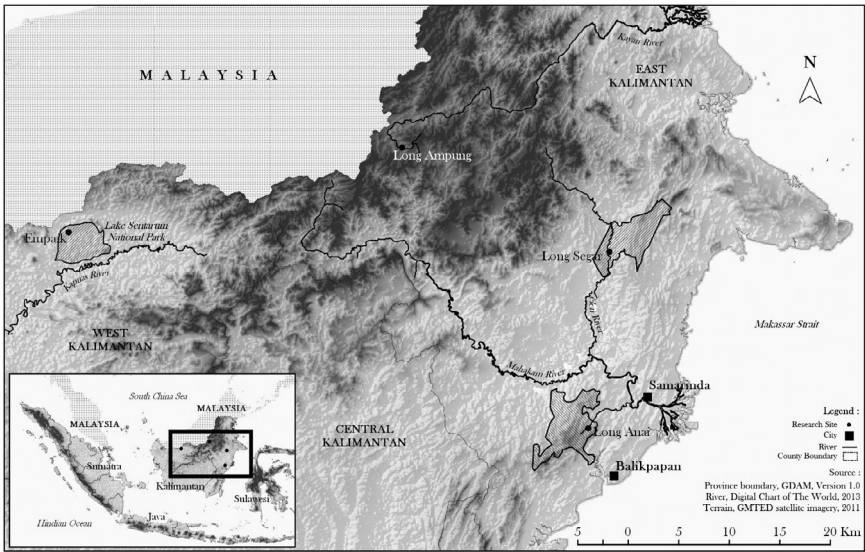 Kayan River
N
MALAYSIA
EAST
KALIMANTAN
Long Ampung
Lake Sentarum
National Park
Empaik
Long Segar
Kapuas River
River
WEST
KALIMANTAN
Makassar Strait
Mahakam River
South China Sea
MALAYSIA
MALAYSIA
Samarinda
Legend :
Research Site
City
River
County Boundary
CENTRAL
KALIMANTAN
Long Anai
Sumatra
Kalimantan
Sulawesi
Balikpapan
Source :
Province boundary, GDAM, Version 1.0
River, Digital Chart of The World, 2013
Terrain, GMTED satellite imagery, 2011
Java
Hindian Ocean
-5 -2 0 5 10 15 20 Km